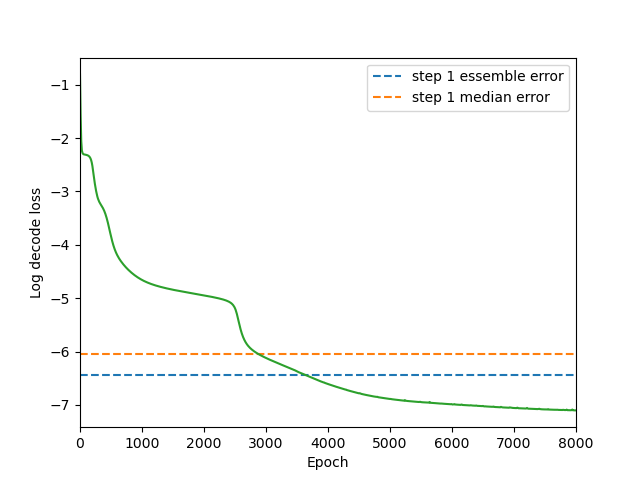 step 1 essemble error
step 1 median error
Log decode loss
−1
−2
−3
−4
−5
−6
−7
0 1000 2000 3000 4000 5000 6000 7000 8000
Epoch